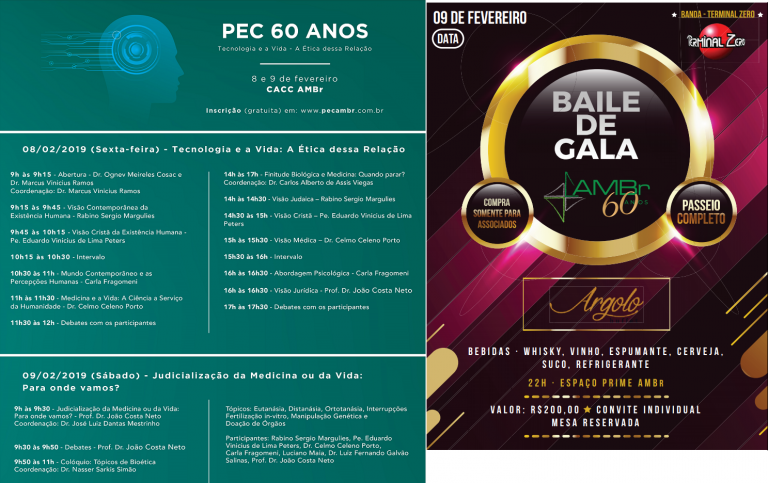 PEC 60 ANOS
Tecnologia e a Vida - A Ética dessa Relação
8 e 9 de fevereiro
CACC AMBr
Inscrição (gratuita) em: www.pecambr.com.br
08/02/2019 (Sexta-feira) - Tecnologia e a Vida: A Ética dessa Relação
9h às 9h15 - Abertura - Dr. Ognev Meireles Cosac e
Dr. Marcus Vinicius Ramos
Coordenação: Dr. Marcus Vinicius Ramos
9h15 às 9h45 - Visão Contemporânea da
Existência Humana - Rabino Sergio Margulies
9h45 às 10h15 - Visão Cristã da Existência Humana -
Pe. Eduardo Vinicius de Lima Peters
10h15 às 10h30 - Intervalo
10h30 às 11h - Mundo Contemporâneo e as
Percepções Humanas - Carla Fragomeni
11h às 11h30 - Medicina e a Vida: A Ciência a Serviço
da Humanidade - Dr. Celmo Celeno Porto
11h30 às 12h - Debates com os participantes
14h às 17h - Finitude Biológica e Medicina: Quando parar?
Coordenação: Dr. Carlos Alberto de Assis Viegas
14h às 14h30 - Visão Judaica – Rabino Sergio Margulies
14h30 às 15h - Visão Cristã – Pe. Eduardo Vinicius de Lima
Peters
15h às 15h30 - Visão Médica – Dr. Celmo Celeno Porto
15h30 às 16h - Intervalo
16h às 16h30 - Abordagem Psicológica - Carla Fragomeni
16h às 16h30 - Visão Jurídica - Prof. Dr. João Costa Neto
17h às 17h30 - Debates com os participantes
09/02/2019 (Sábado) - Judicialização da Medicina ou da Vida:
Para onde vamos?
9h às 9h30 - Judicialização da Medicina ou da Vida:
Para onde vamos? - Prof. Dr. João Costa Neto
Coordenação: Dr. José Luiz Dantas Mestrinho
9h30 às 9h50 - Debates - Prof. Dr. João Costa Neto
9h50 às 11h - Colóquio: Tópicos de Bioética
Coordenação: Dr. Nasser Sarkis Simão
Tópicos: Eutanásia, Distanásia, Ortotanásia, Interrupções
Fertilização in-vitro, Manipulação Genética e
Doação de Órgãos
Participantes: Rabino Sergio Margulies, Pe. Eduardo
Vinicius de Lima Peters, Dr. Celmo Celeno Porto,
Carla Fragomeni, Luciano Maia, Dr. Luiz Fernando Galvão
Salinas, Prof. Dr. João Costa Neto
09 DE FEVEREIRO
DATA
★ BANDA - TERMINAL ZERO ★
TERMINAL ZERO
BAILE
DE
GALA
AMBr
60 ANOS
COMPRA
SOMENTE PARA
ASSOCIADOS
PASSEIO
COMPLETO
Argolo
BEBIDAS · WHISKY, VINHO, ESPUMANTE, CERVEJA,
SUCO, REFRIGERANTE
22H · ESPAÇO PRIME AMBR
VALOR: R$200,00 ★ CONVITE INDIVIDUAL
MESA RESERVADA